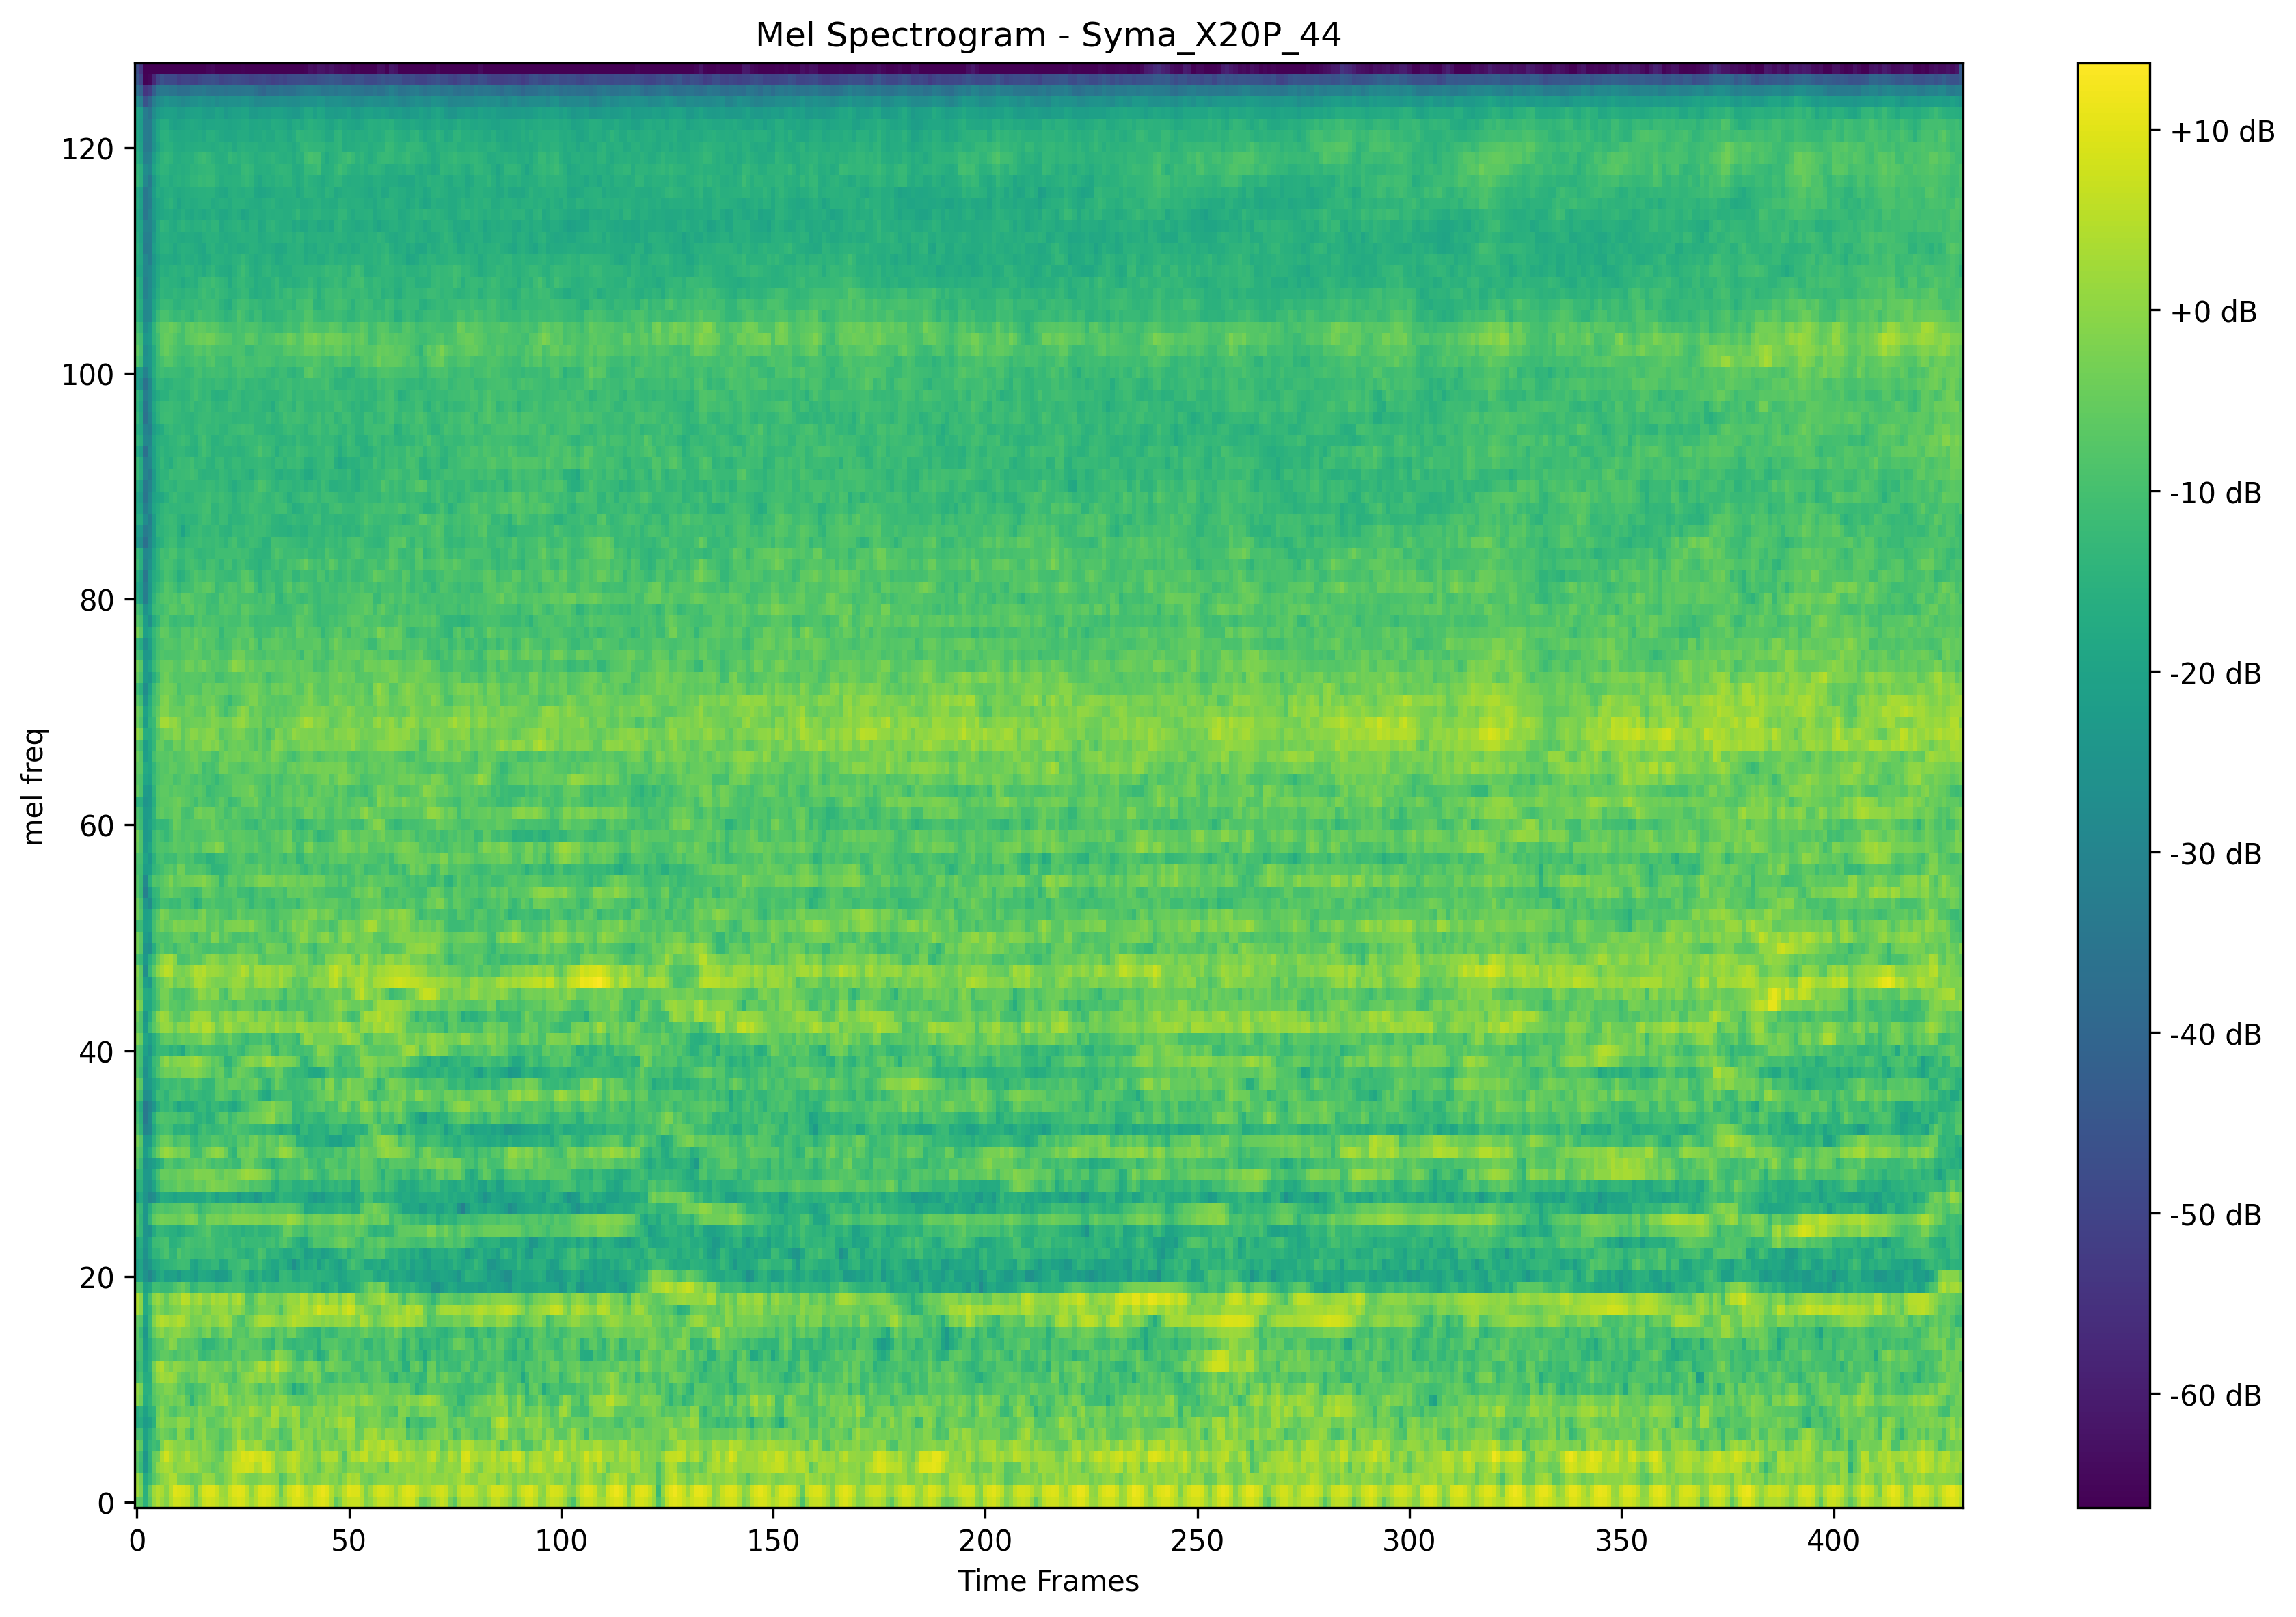 Mel Spectrogram - Syma_X20P_44
mel freq
120
100
80
60
40
20
0
0 50 100 150 200 250 300 350 400
Time Frames
+10 dB
+0 dB
-10 dB
-20 dB
-30 dB
-40 dB
-50 dB
-60 dB